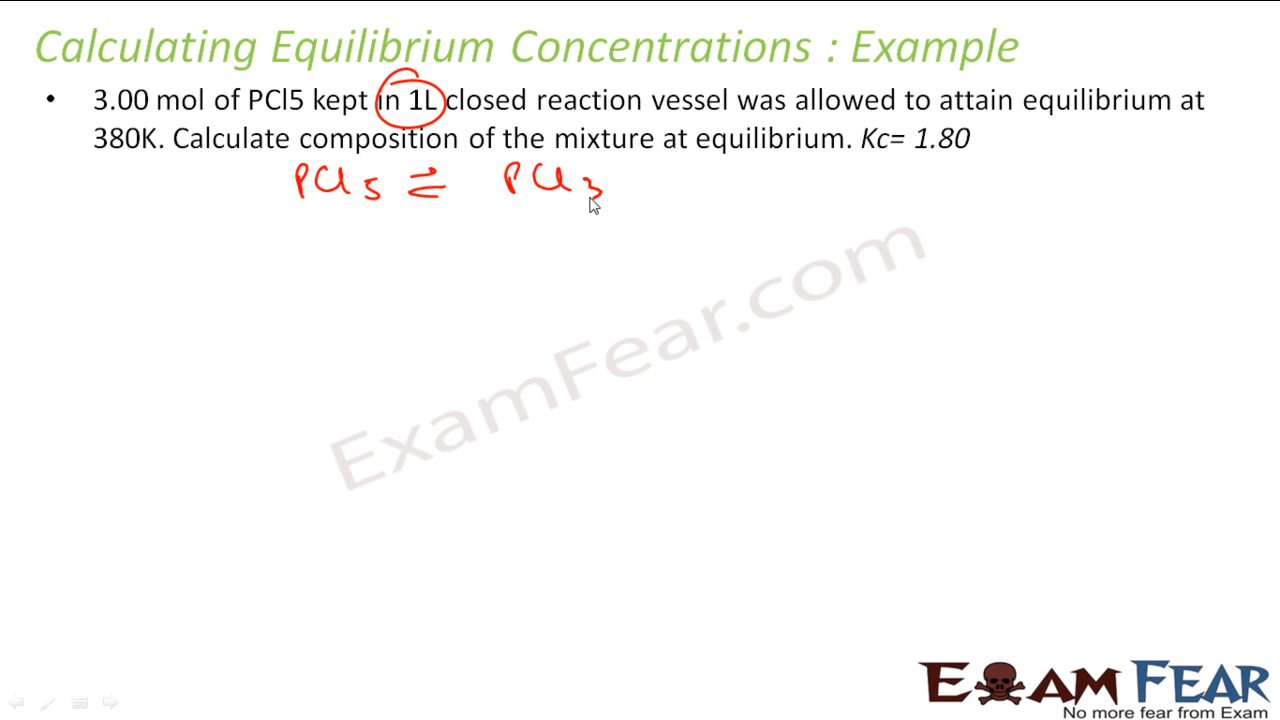 Calculating Equilibrium Concentrations : Example
• 3.00 mol of PCl5 kept in 1L closed reaction vessel was allowed to attain equilibrium at
380K. Calculate composition of the mixture at equilibrium. Kc= 1.80
PCl5 ⇌ PCl3
ExamFear.com
EXAM FEAR
No more fear from Exam